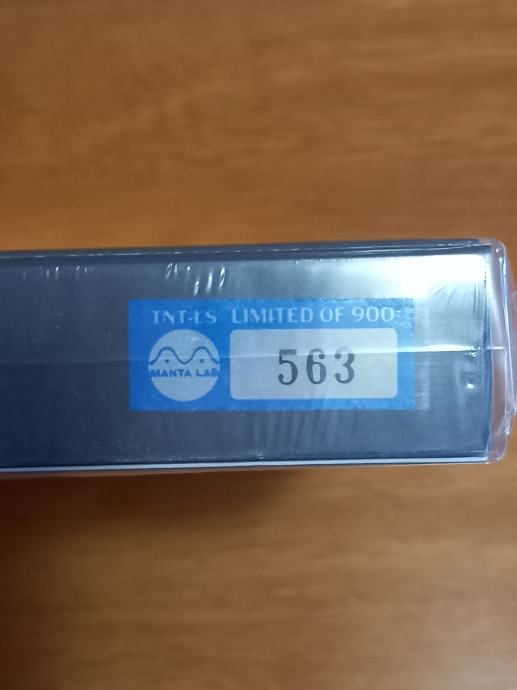 TNT-LS LIMITED OF 900
MANTA LAB
563